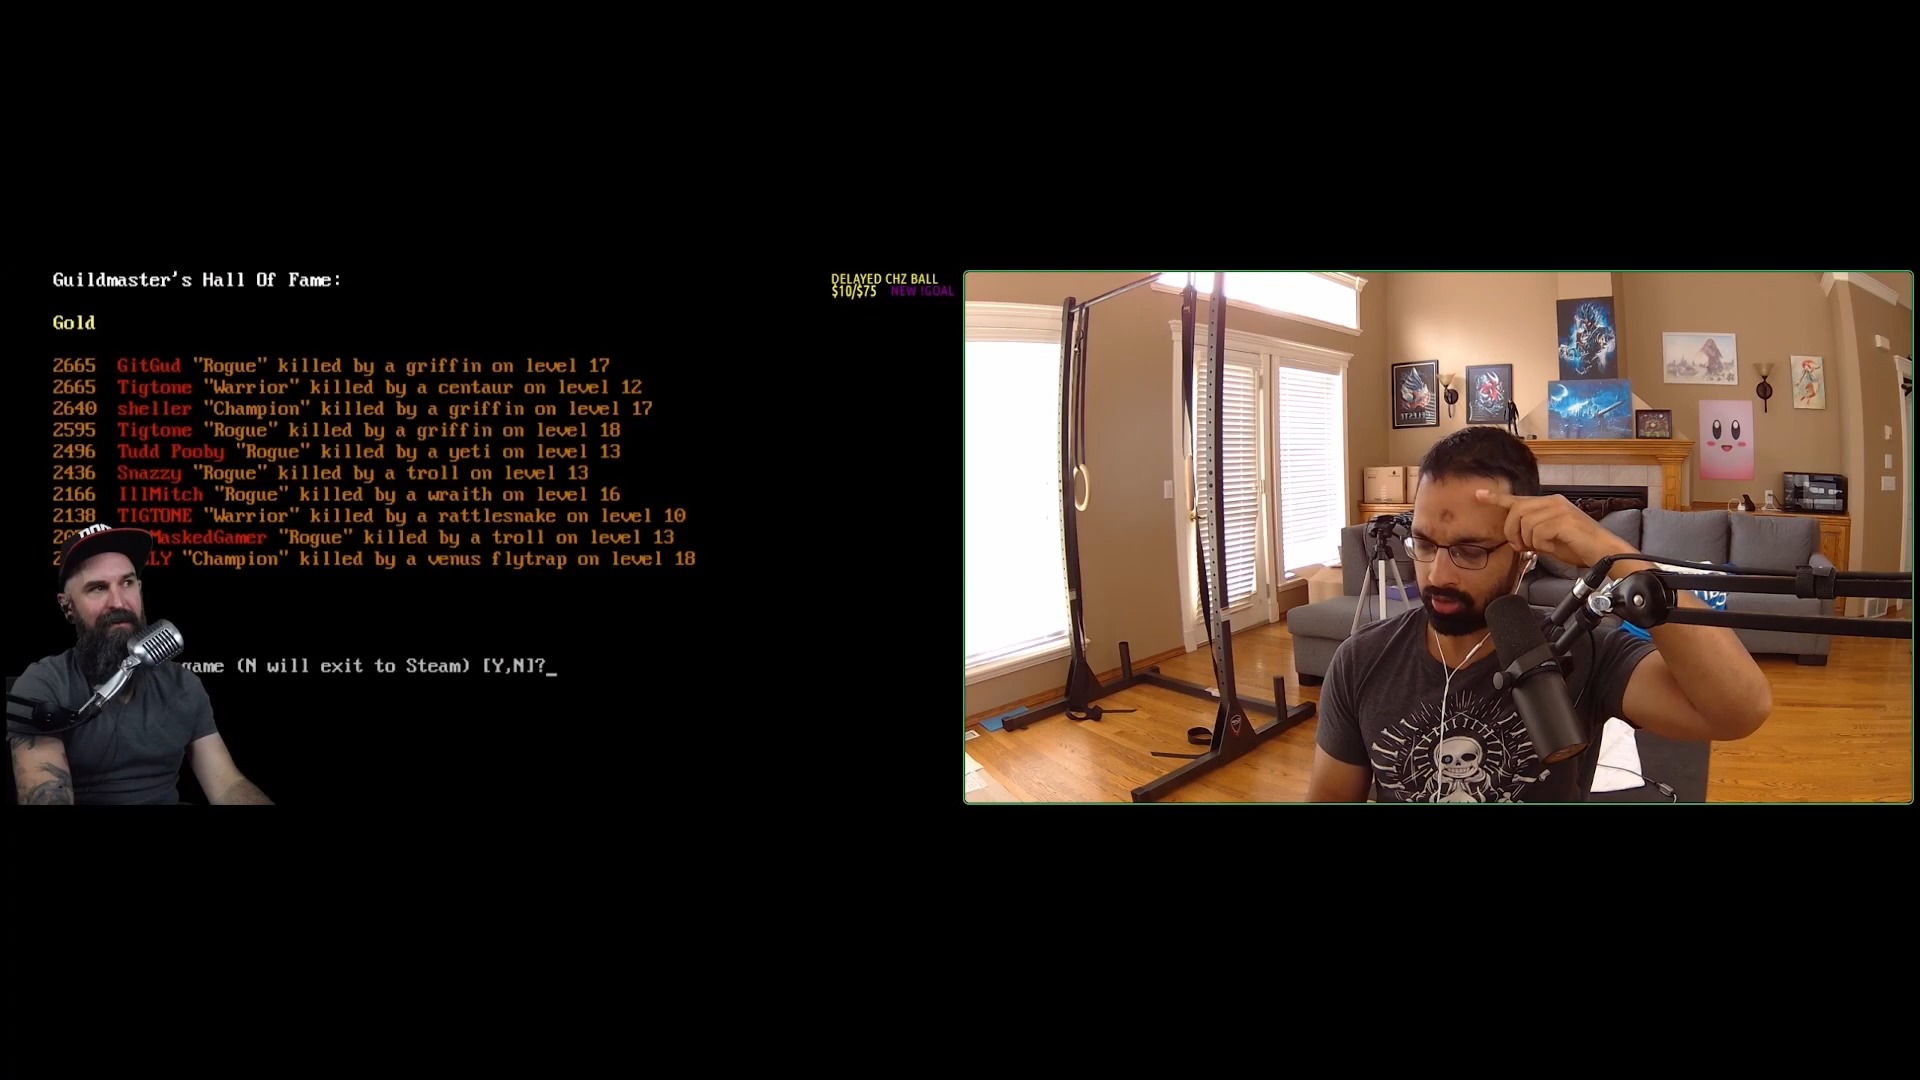 Guildmaster's Hall Of Fame:
Gold
2665 GitGud "Rogue" killed by a griffin on level 17
2665 Tigtone "Warrior" killed by a centaur on level 12
2640 sheller "Champion" killed by a griffin on level 17
2595 Tigtone "Rogue" killed by a griffin on level 18
2496 Tudd Pooby "Rogue" killed by a yeti on level 13
2436 Snazzy "Rogue" killed by a troll on level 13
2166 IllMitch "Rogue" killed by a wraith on level 16
2138 TIGTONE "Warrior" killed by a rattlesnake on level 10
MaskedGamer "Rogue" killed by a troll on level 13
LY "Champion" killed by a venus flytrap on level 18
game (N will exit to Steam) [Y,N]?_
DELAYED CHZ BALL
$10/$75 NEW !GOAL